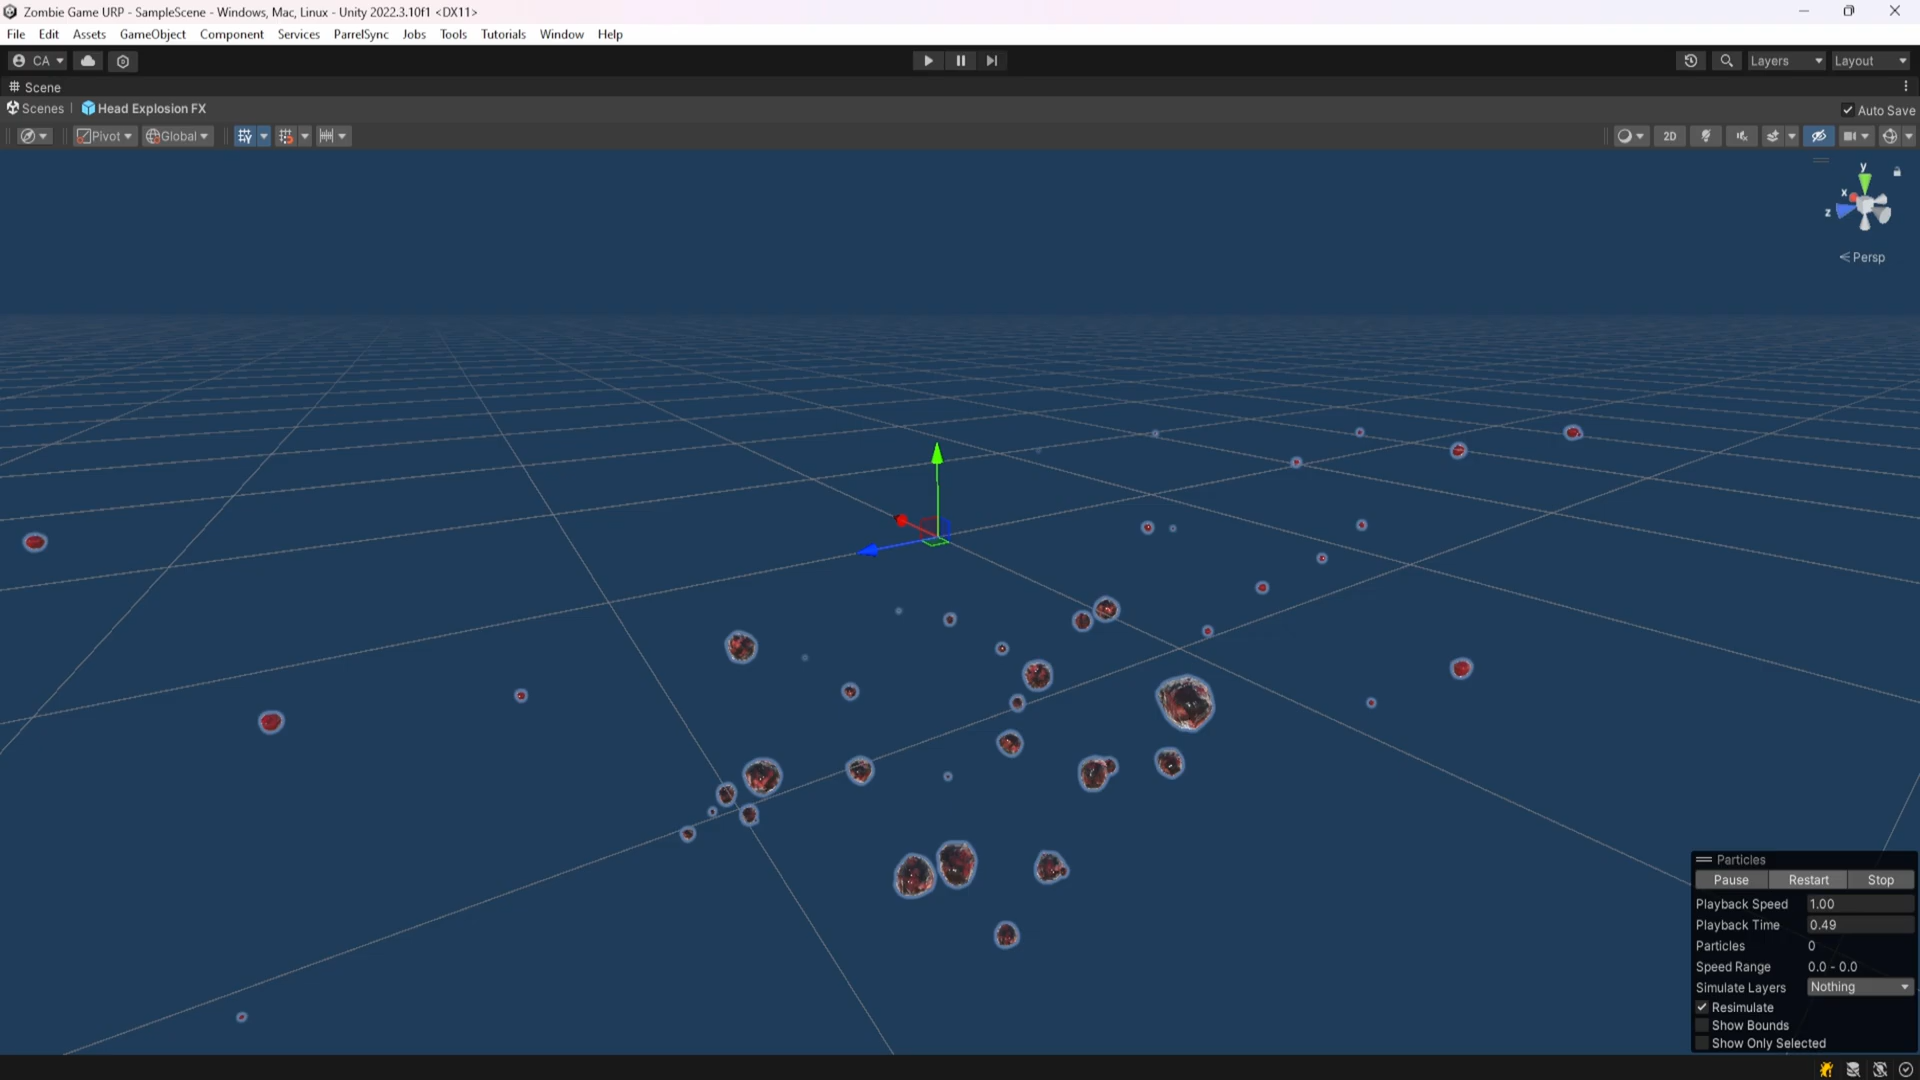 Zombie Game URP - SampleScene - Windows, Mac, Linux - Unity 2022.3.10f1 <DX11>
File Edit Assets GameObject Component Services ParrelSync Jobs Tools Tutorials Window Help
CA Layers Layout
Scene
Scenes Head Explosion FX Auto Save
Pivot Global 2D
y
x
z
Persp
Particles
Pause Restart Stop
Playback Speed 1.00
Playback Time 0.49
Particles 0
Speed Range 0.0 - 0.0
Simulate Layers Nothing
Resimulate
Show Bounds
Show Only Selected